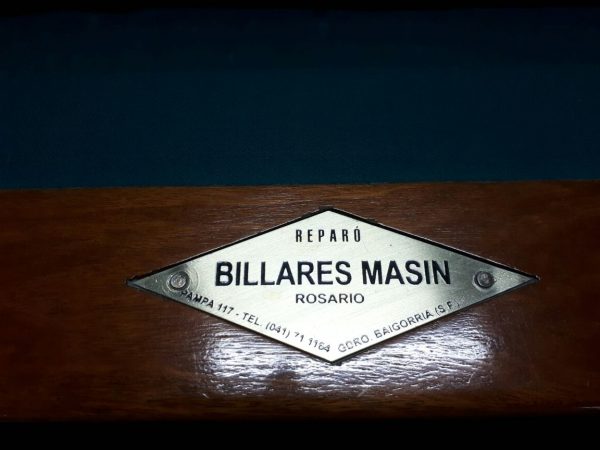 REPARÓ
BILLARES MASIN
ROSARIO
PAMPA 117 - TEL. (041) 71 1164 GDRO. BAIGORRIA (S.F.)